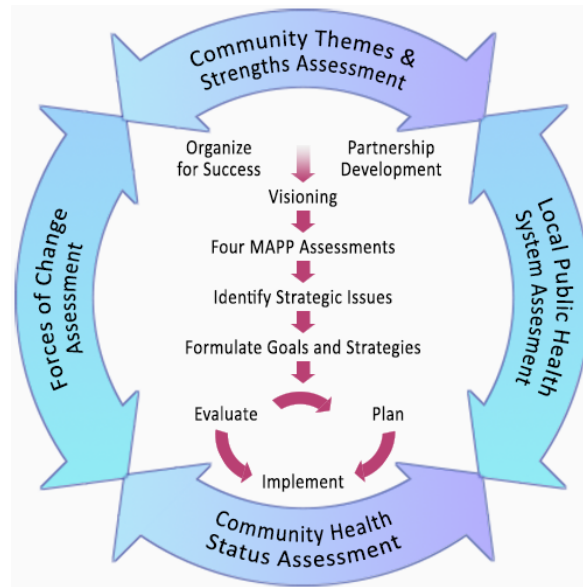 Community Themes &
Strengths Assessment
Organize
for Success
Partnership
Development
Visioning
Four MAPP Assessments
Identify Strategic Issues
Formulate Goals and Strategies
Evaluate
Plan
Implement
Forces of Change
Assessment
Local Public Health
System Assesment
Community Health
Status Assessment